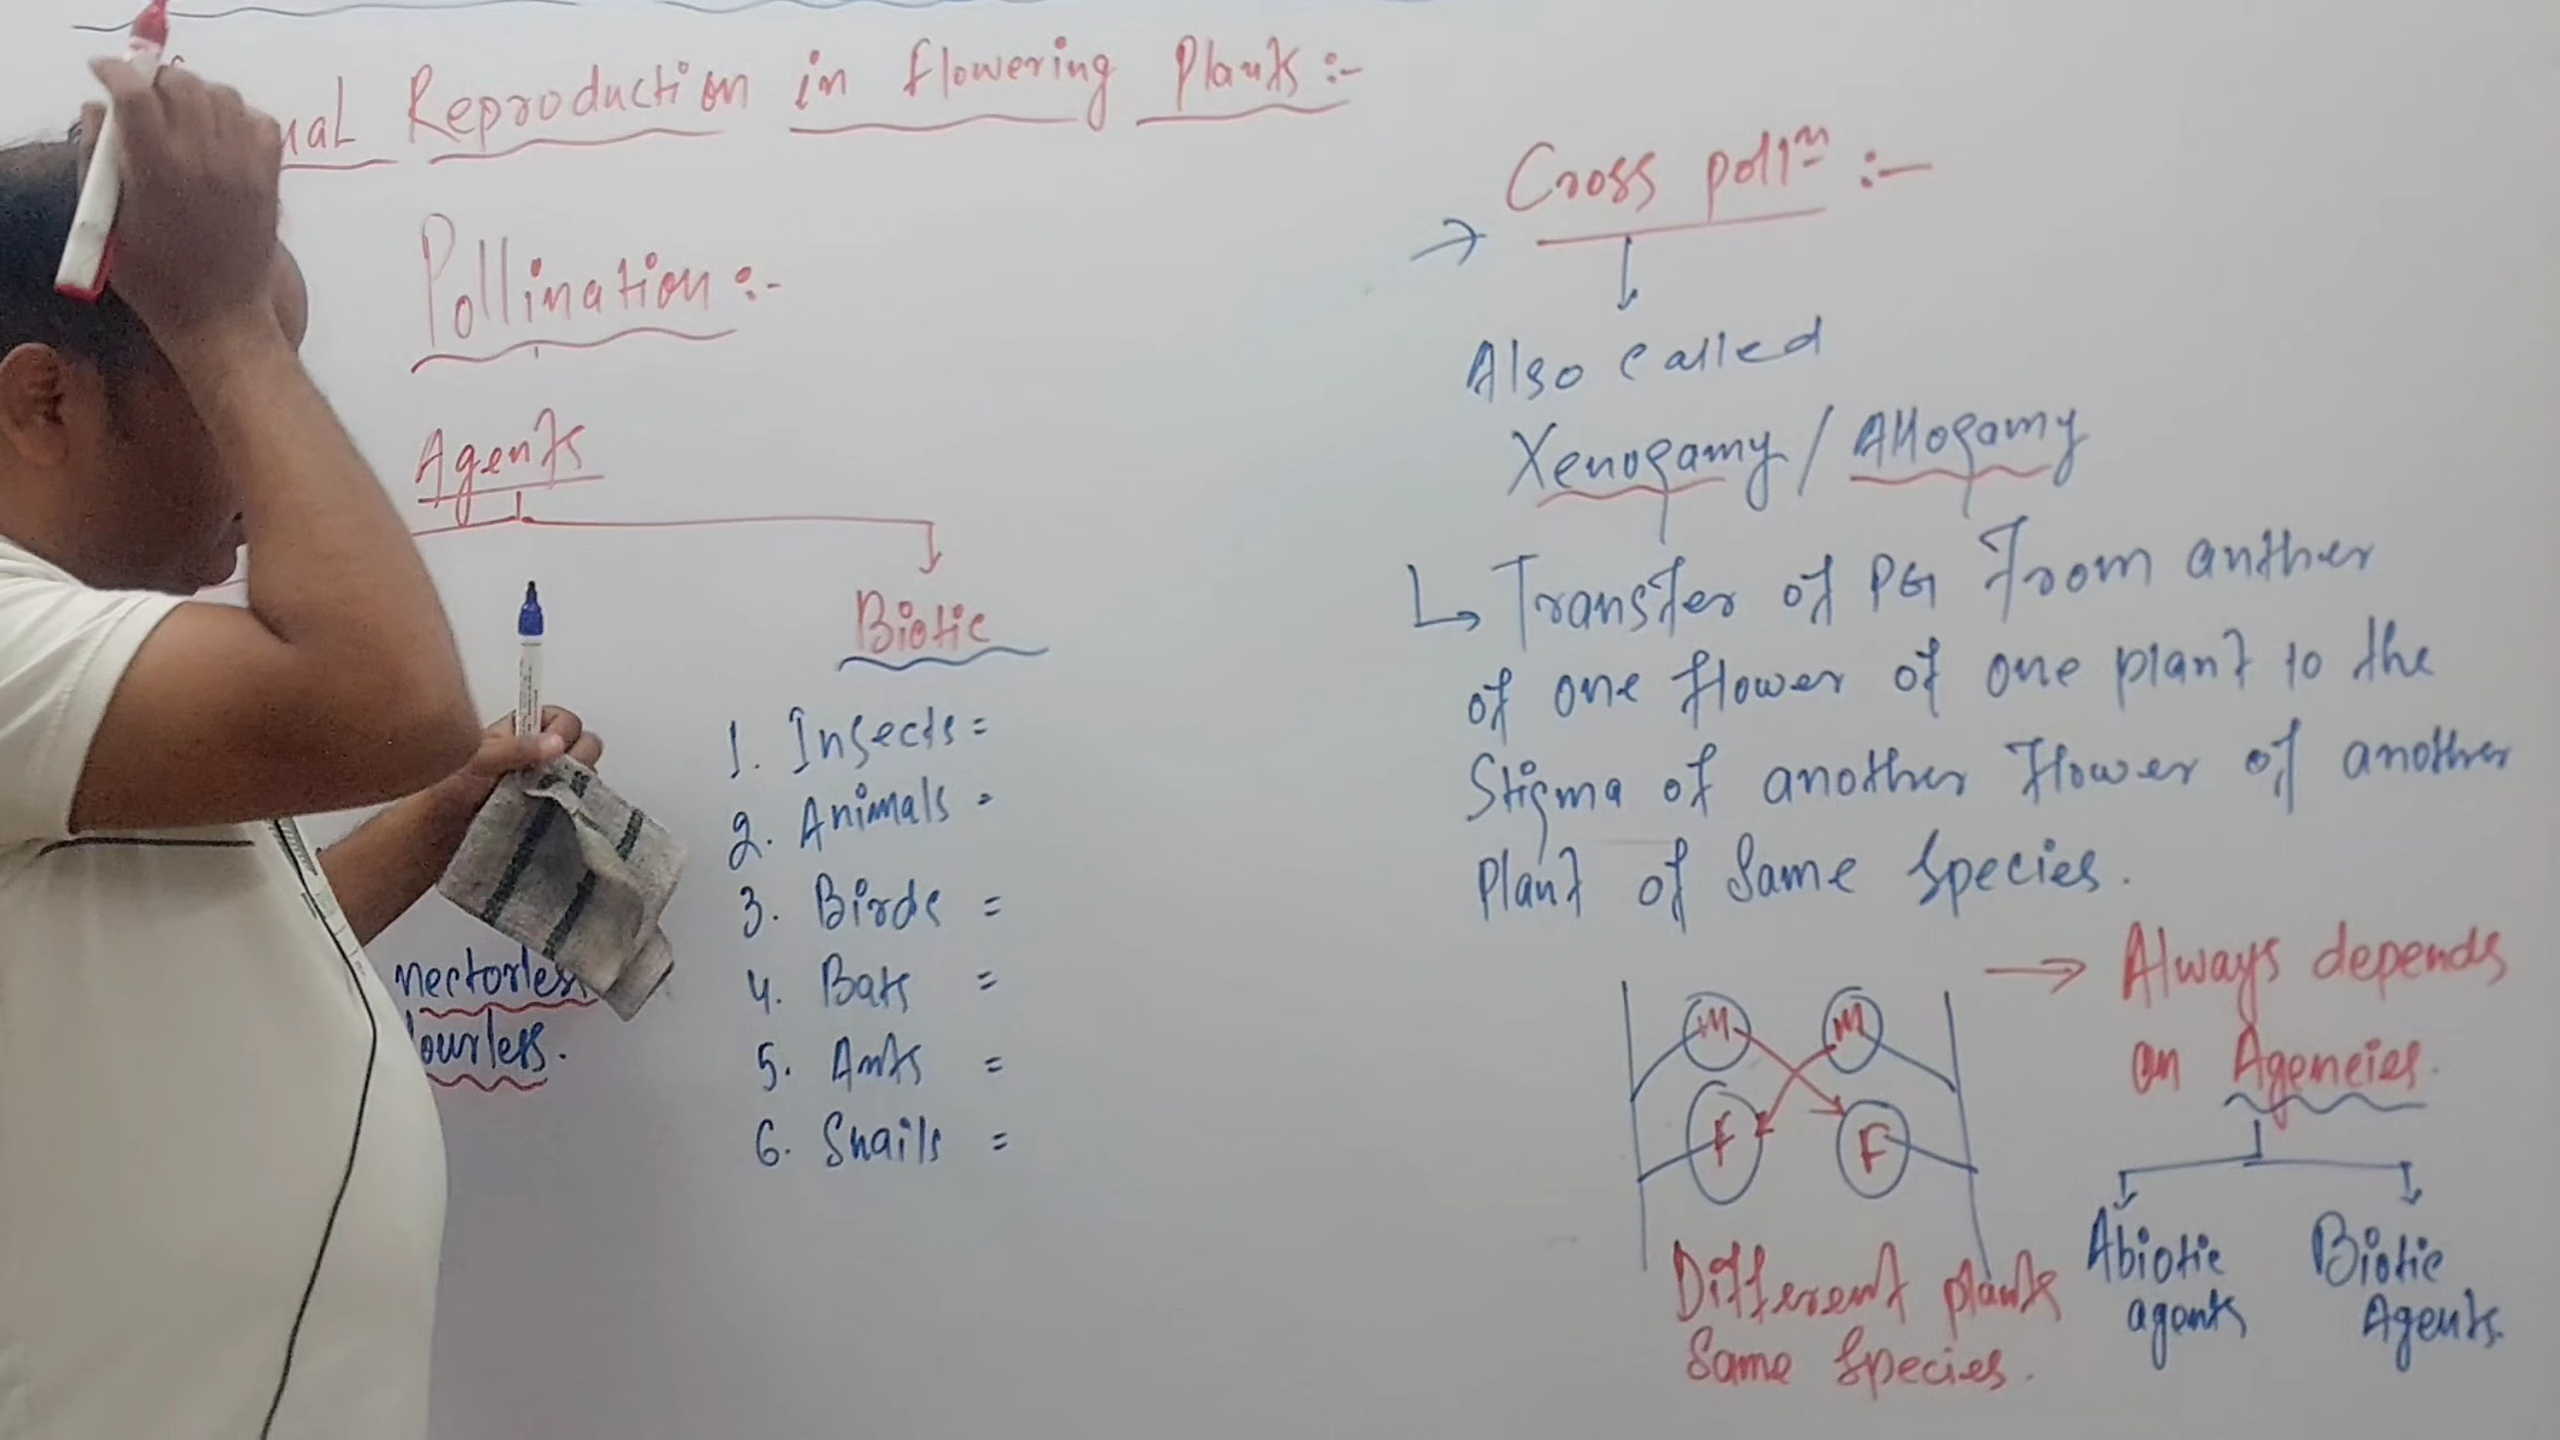 Reproduction in flowering Plants :-
Pollination :-
Agents
Biotic
1. Insects =
2. Animals =
3. Birds =
4. Bats =
5. Ants =
6. Snails =
Cross pollⁿ :-
→
Also called
Xenogamy / Allogamy
↳ Transfer of PG from anther
of one flower of one plant to the
Stigma of another flower of another
Plant of Same Species.
M M
F F
Different plants
Same Species.
→ Always depends
on Agencies.
Abiotic
agents
Biotic
Agents.